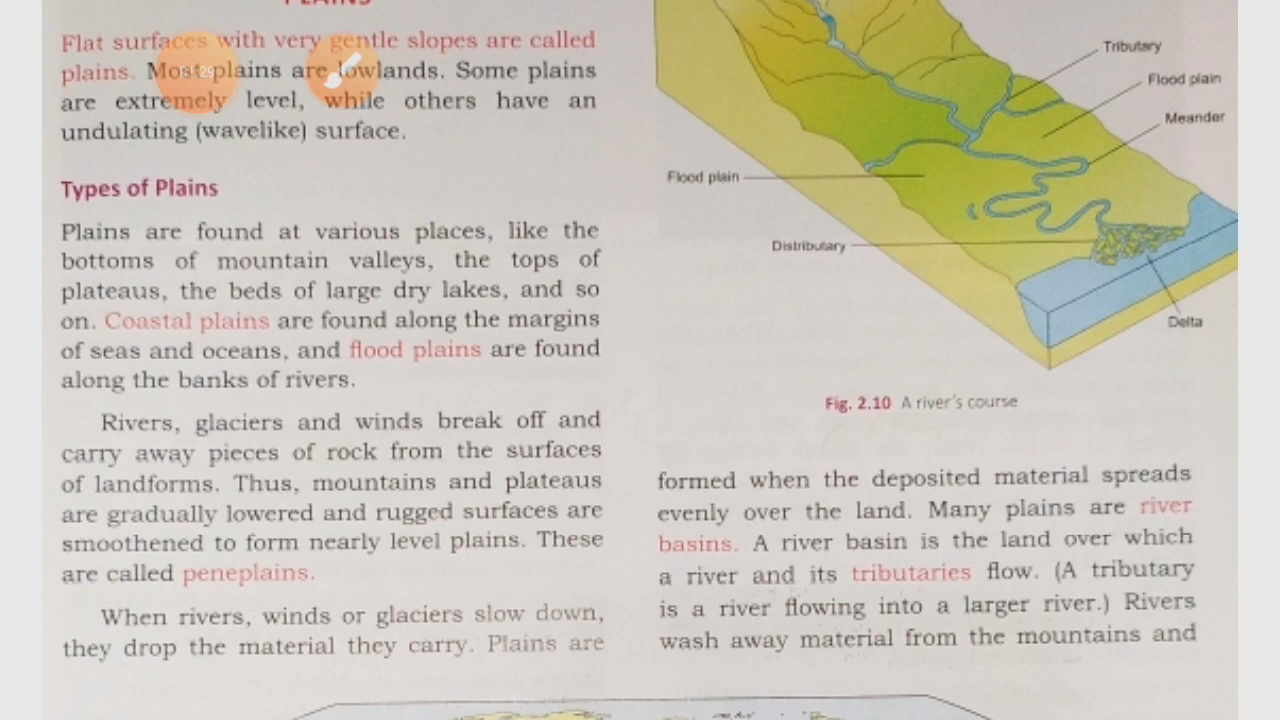 PLAINS
Flat surfaces with very gentle slopes are called
plains. Most plains are lowlands. Some plains
are extremely level, while others have an
undulating (wavelike) surface.
Types of Plains
Plains are found at various places, like the
bottoms of mountain valleys, the tops of
plateaus, the beds of large dry lakes, and so
on. Coastal plains are found along the margins
of seas and oceans, and flood plains are found
along the banks of rivers.
Rivers, glaciers and winds break off and
carry away pieces of rock from the surfaces
of landforms. Thus, mountains and plateaus
are gradually lowered and rugged surfaces are
smoothened to form nearly level plains. These
are called peneplains.
When rivers, winds or glaciers slow down,
they drop the material they carry. Plains are
Tributary
Flood plain
Meander
Flood plain
Distributary
Delta
Fig. 2.10 A river's course
formed when the deposited material spreads
evenly over the land. Many plains are river
basins. A river basin is the land over which
a river and its tributaries flow. (A tributary
is a river flowing into a larger river.) Rivers
wash away material from the mountains and